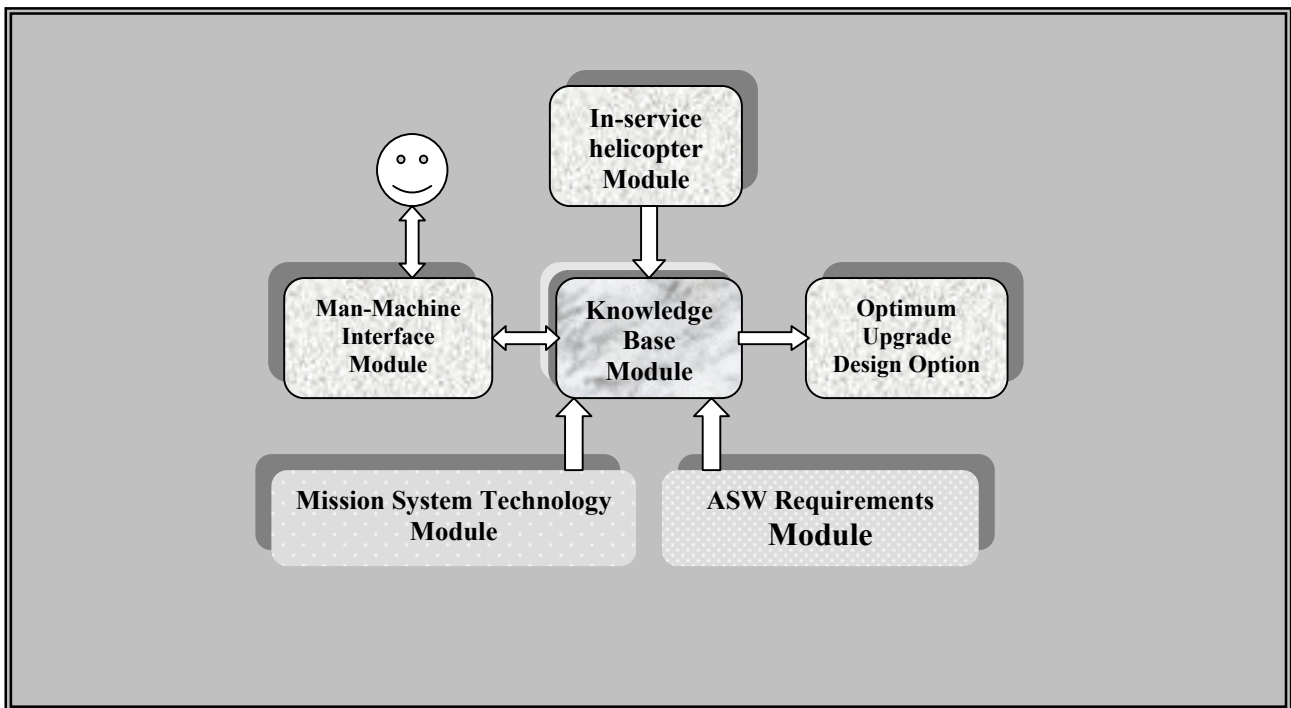 In-service
helicopter
Module
Man-Machine
Interface
Module
Knowledge
Base
Module
Optimum
Upgrade
Design Option
Mission System Technology
Module
ASW Requirements
Module